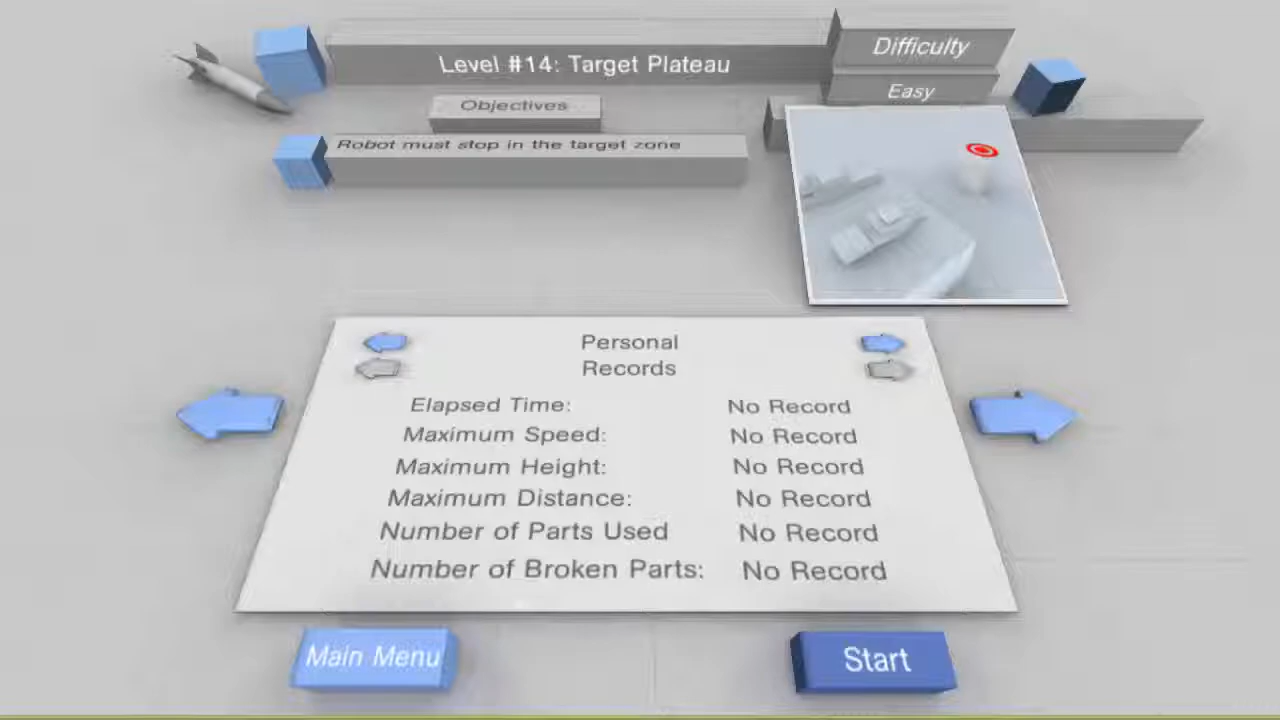 Level #14: Target Plateau
Difficulty
Easy
Objectives
Robot must stop in the target zone
Personal
Records
Elapsed Time: No Record
Maximum Speed: No Record
Maximum Height: No Record
Maximum Distance: No Record
Number of Parts Used No Record
Number of Broken Parts: No Record
Main Menu
Start